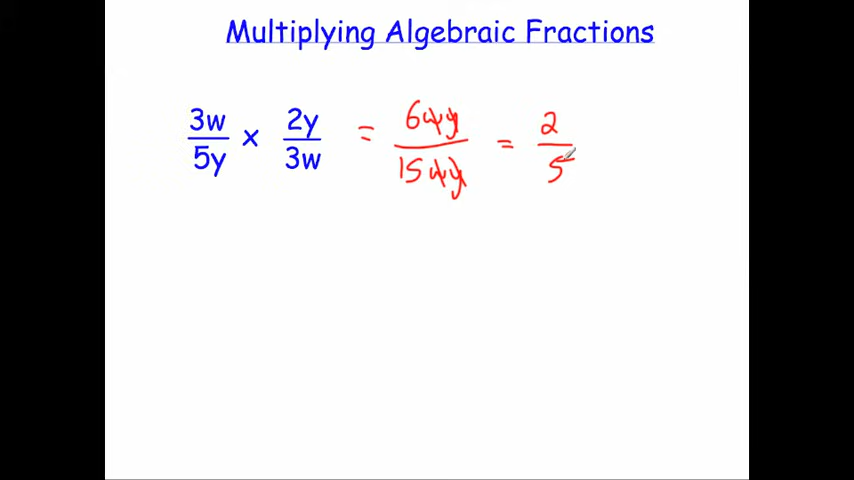 Multiplying Algebraic Fractions
3w/5y × 2y/3w = 6wy/15wy = 2/5